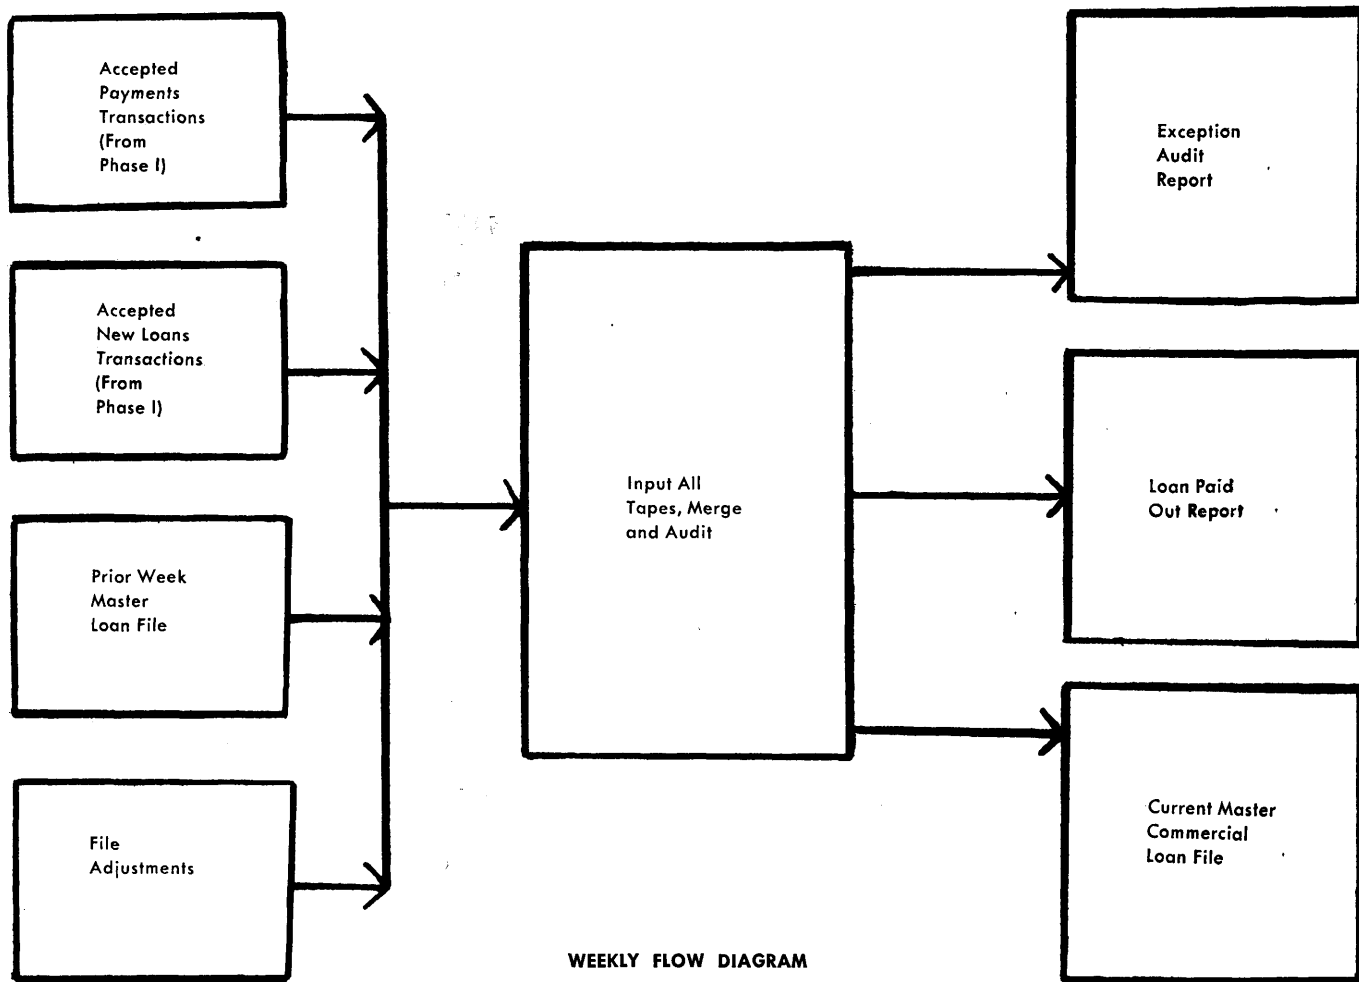 Accepted
Payments
Transactions
(From
Phase I)
Accepted
New Loans
Transactions
(From
Phase I)
Prior Week
Master
Loan File
File
Adjustments
Input All
Tapes, Merge
and Audit
Exception
Audit
Report
Loan Paid
Out Report
Current Master
Commercial
Loan File
WEEKLY FLOW DIAGRAM